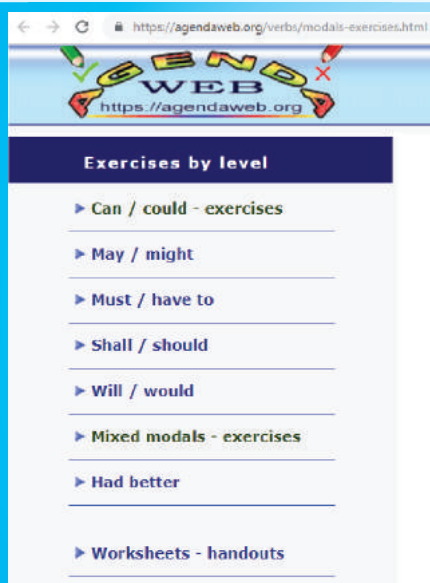 https://agendaweb.org/verbs/modals-exercises.html
AGENDA
WEB
https://agendaweb.org
Exercises by level
Can / could - exercises
May / might
Must / have to
Shall / should
Will / would
Mixed modals - exercises
Had better
Worksheets - handouts